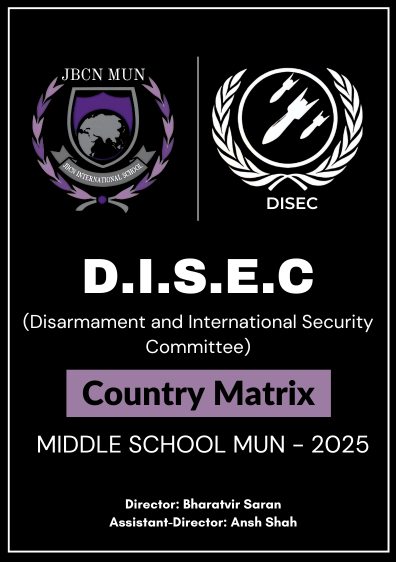 JBCN MUN
JBCN INTERNATIONAL SCHOOL
DISEC
D.I.S.E.C
(Disarmament and International Security
Committee)
Country Matrix
MIDDLE SCHOOL MUN - 2025
Director: Bharatvir Saran
Assistant-Director: Ansh Shah